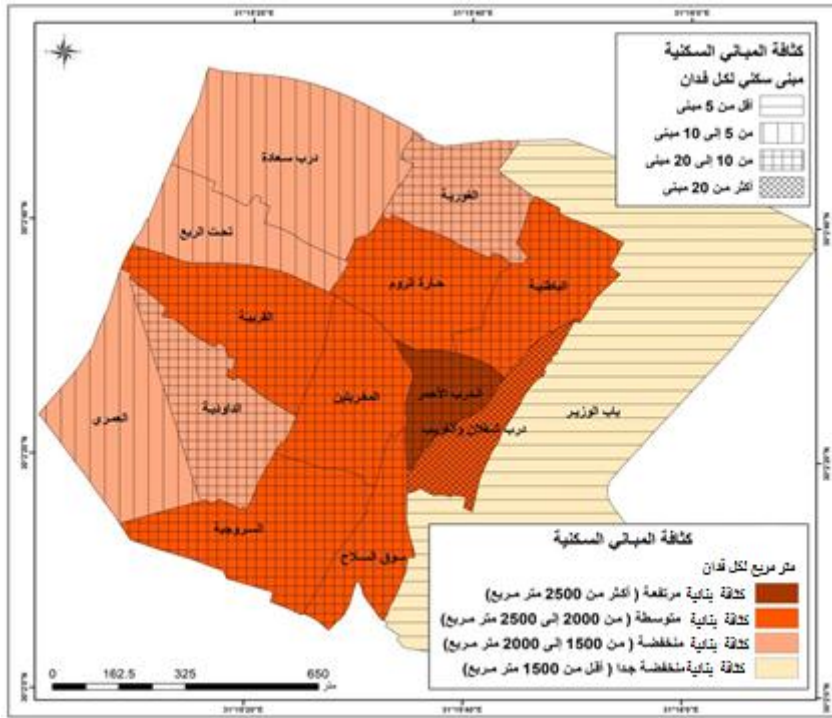 كثافة المباني السكنية
مبنى سكني لكل فدان
أقل من 5 مبنى
من 5 إلى 10 مبنى
من 10 إلى 20 مبنى
أكثر من 20 مبنى
درب سعادة
الغورية
تحت الربع
حارة الروم
الباطنية
القربية
الدرب الأحمر
المغربلين
الداودية
العمري
باب الوزير
درب شغلان والغريب
السروجية
سوق السلاح
كثافة المباني السكنية
متر مربع لكل فدان
كثافة بنائية مرتفعة ( أكثر من 2500 متر مربع)
كثافة بنائية متوسطة ( من 2000 إلى 2500 متر مربع)
كثافة بنائية منخفضة ( من 1500 إلى 2000 متر مربع)
كثافة بنائية منخفضة جدا ( أقل من 1500 متر مربع)
0 162.5 325 650
متر